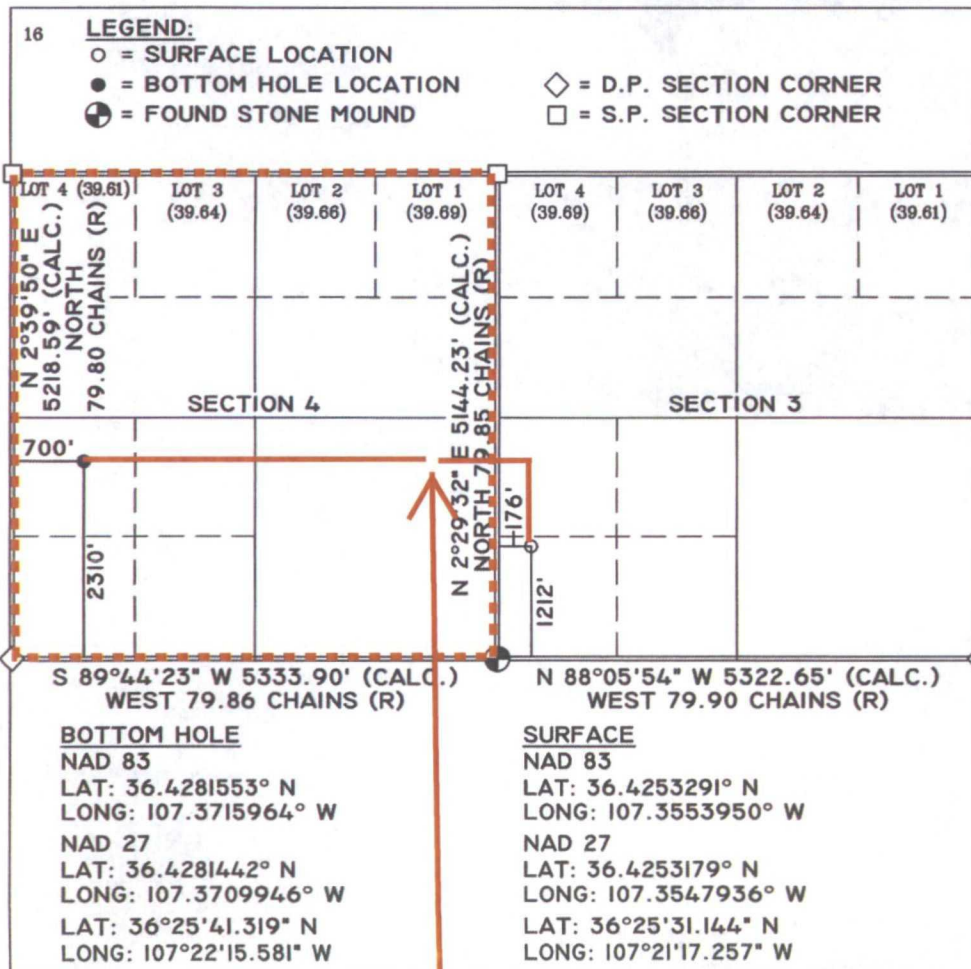 16
LEGEND:
○ = SURFACE LOCATION
● = BOTTOM HOLE LOCATION
= FOUND STONE MOUND
◇ = D.P. SECTION CORNER
□ = S.P. SECTION CORNER
LOT 4 (39.61)
LOT 3
(39.64)
LOT 2
(39.66)
LOT 1
(39.69)
LOT 4
(39.69)
LOT 3
(39.66)
LOT 2
(39.64)
LOT 1
(39.61)
N 2°39'50" E
5218.59' (CALC.)
NORTH
79.80 CHAINS (R)
SECTION 4
N 2°29'32" E 5144.23' (CALC.)
NORTH 79.85 CHAINS (R)
SECTION 3
700'
2310'
176'
1212'
S 89°44'23" W 5333.90' (CALC.)
WEST 79.86 CHAINS (R)
N 88°05'54" W 5322.65' (CALC.)
WEST 79.90 CHAINS (R)
BOTTOM HOLE
NAD 83
LAT: 36.4281553° N
LONG: 107.3715964° W
NAD 27
LAT: 36.4281442° N
LONG: 107.3709946° W
LAT: 36°25'41.319" N
LONG: 107°22'15.581" W
SURFACE
NAD 83
LAT: 36.4253291° N
LONG: 107.3553950° W
NAD 27
LAT: 36.4253179° N
LONG: 107.3547936° W
LAT: 36°25'31.144" N
LONG: 107°21'17.257" W